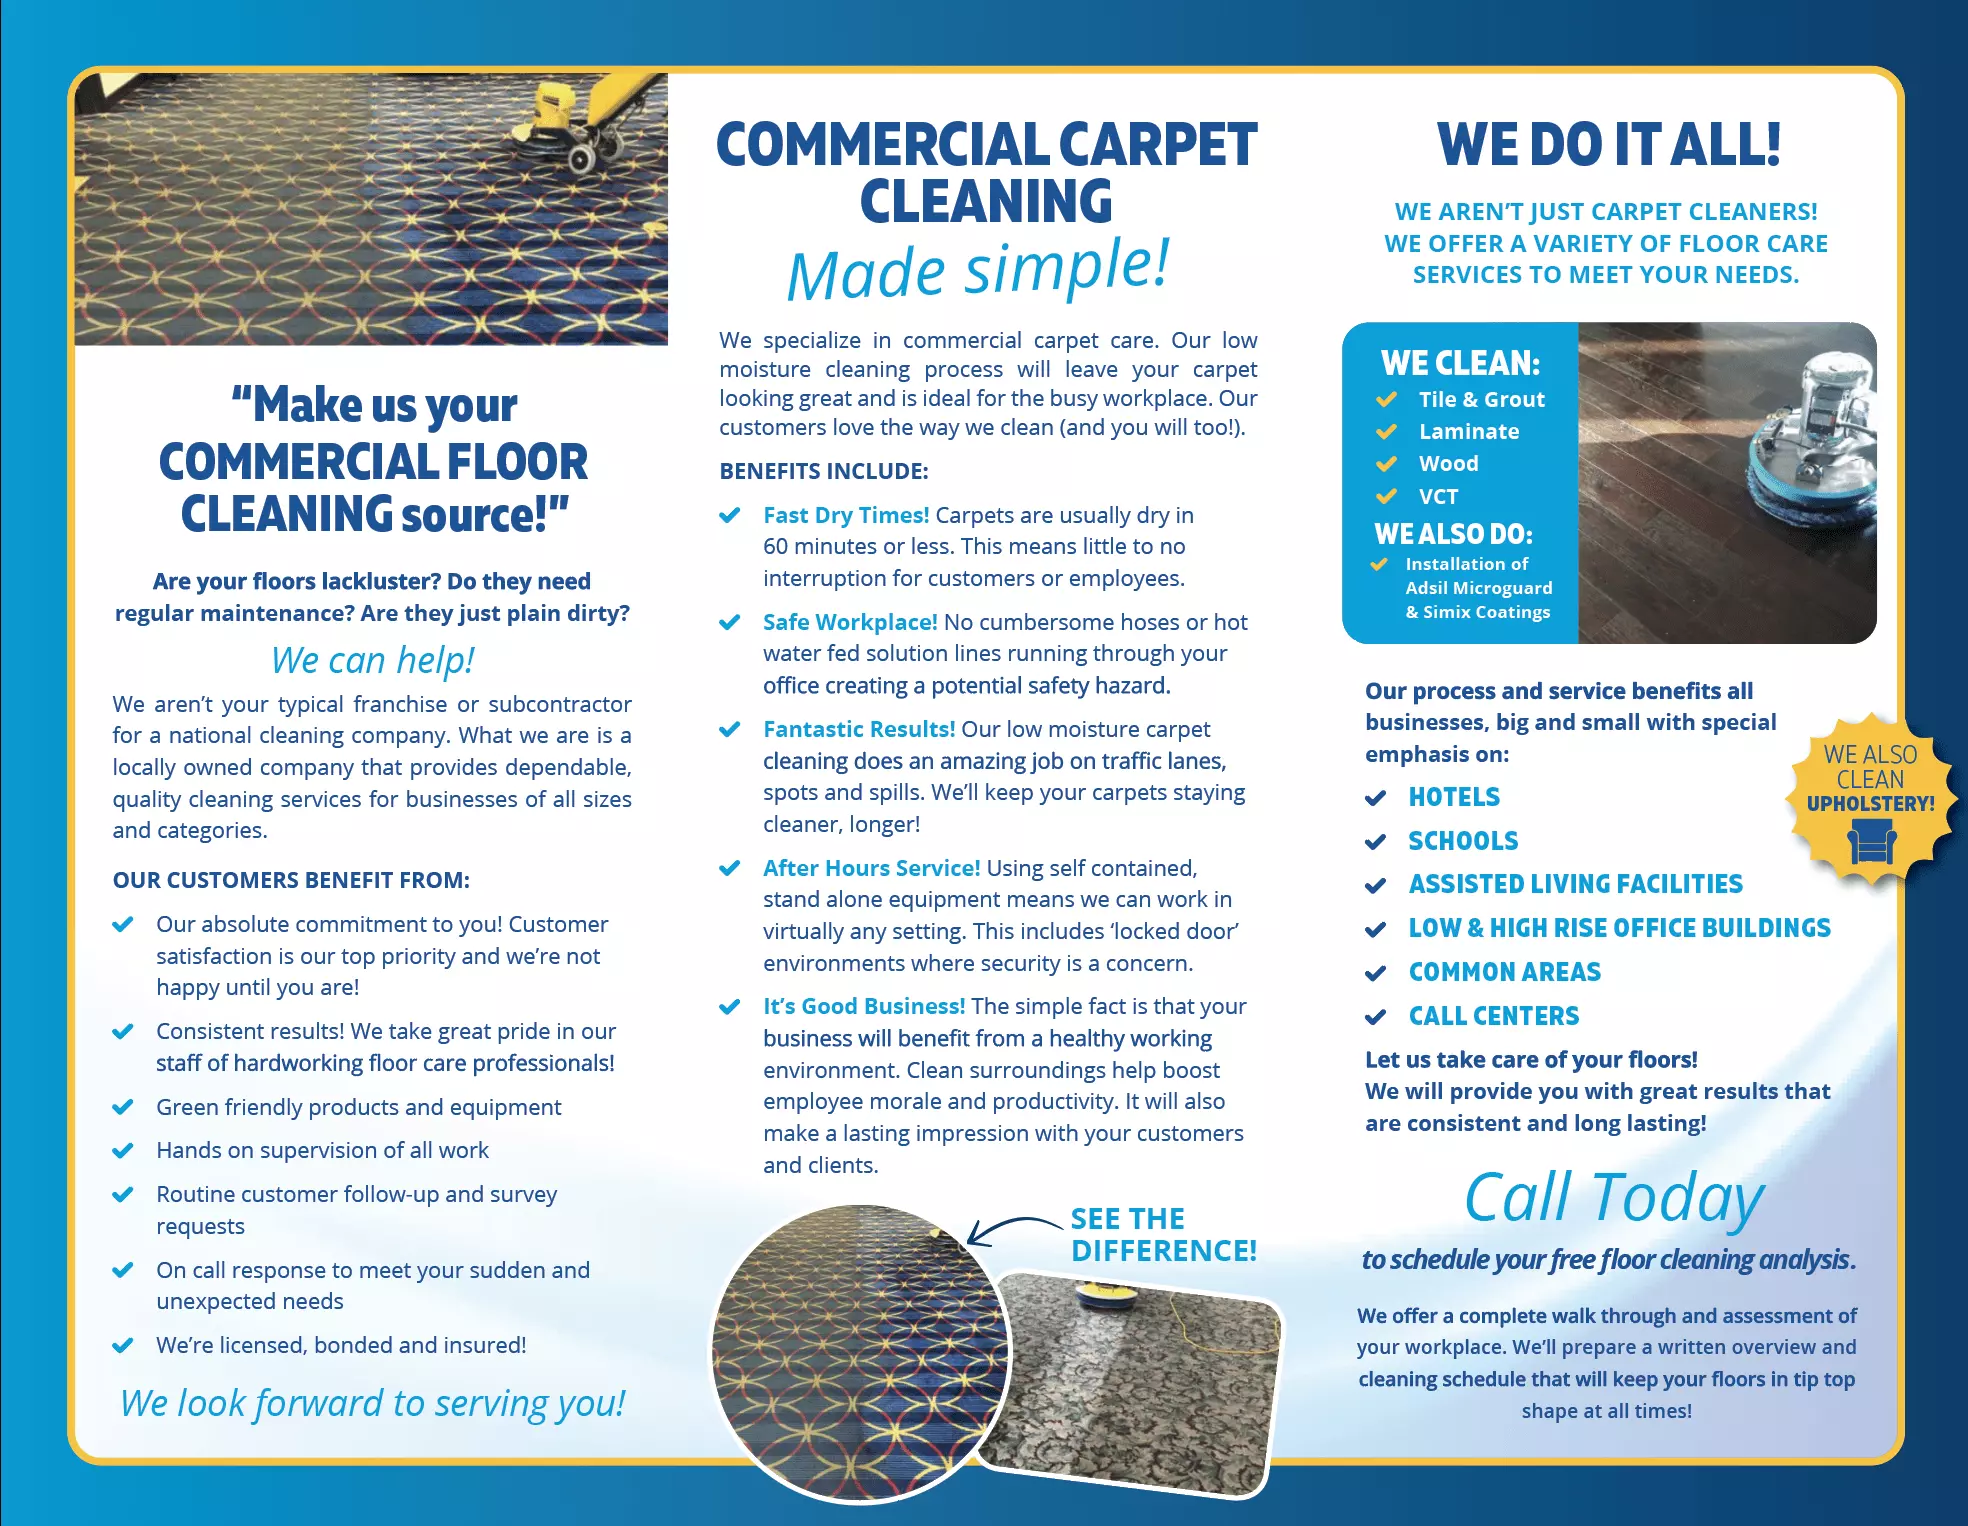 “Make us your
COMMERCIAL FLOOR
CLEANING source!”
Are your floors lackluster? Do they need
regular maintenance? Are they just plain dirty?
We can help!
We aren’t your typical franchise or subcontractor
for a national cleaning company. What we are is a
locally owned company that provides dependable,
quality cleaning services for businesses of all sizes
and categories.
OUR CUSTOMERS BENEFIT FROM:
Our absolute commitment to you! Customer
satisfaction is our top priority and we’re not
happy until you are!
Consistent results! We take great pride in our
staff of hardworking floor care professionals!
Green friendly products and equipment
Hands on supervision of all work
Routine customer follow-up and survey
requests
On call response to meet your sudden and
unexpected needs
We’re licensed, bonded and insured!
We look forward to serving you!
COMMERCIAL CARPET
CLEANING
Made simple!
We specialize in commercial carpet care. Our low
moisture cleaning process will leave your carpet
looking great and is ideal for the busy workplace. Our
customers love the way we clean (and you will too!).
BENEFITS INCLUDE:
Fast Dry Times! Carpets are usually dry in
60 minutes or less. This means little to no
interruption for customers or employees.
Safe Workplace! No cumbersome hoses or hot
water fed solution lines running through your
office creating a potential safety hazard.
Fantastic Results! Our low moisture carpet
cleaning does an amazing job on traffic lanes,
spots and spills. We’ll keep your carpets staying
cleaner, longer!
After Hours Service! Using self contained,
stand alone equipment means we can work in
virtually any setting. This includes ‘locked door’
environments where security is a concern.
It’s Good Business! The simple fact is that your
business will benefit from a healthy working
environment. Clean surroundings help boost
employee morale and productivity. It will also
make a lasting impression with your customers
and clients.
SEE THE
DIFFERENCE!
WE DO IT ALL!
WE AREN’T JUST CARPET CLEANERS!
WE OFFER A VARIETY OF FLOOR CARE
SERVICES TO MEET YOUR NEEDS.
WE CLEAN:
Tile & Grout
Laminate
Wood
VCT
WE ALSO DO:
Installation of
Adsil Microguard
& Simix Coatings
Our process and service benefits all
businesses, big and small with special
emphasis on:
WE ALSO
CLEAN
UPHOLSTERY!
HOTELS
SCHOOLS
ASSISTED LIVING FACILITIES
LOW & HIGH RISE OFFICE BUILDINGS
COMMON AREAS
CALL CENTERS
Let us take care of your floors!
We will provide you with great results that
are consistent and long lasting!
Call Today
to schedule your free floor cleaning analysis.
We offer a complete walk through and assessment of
your workplace. We’ll prepare a written overview and
cleaning schedule that will keep your floors in tip top
shape at all times!